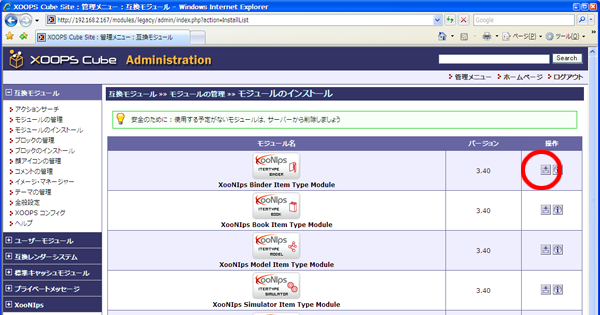 XOOPS Cube Site : 管理メニュー : 互換モジュール - Windows Internet Explorer
http://192.168.2.167/modules/legacy/admin/index.php?action=InstallList
Google
XOOPS Cube Site : 管理メニュー : 互換モジュール
ページ(P)
ツール(O)
XOOPS Cube Administration
Search
管理メニュー
ホームページ
ログアウト
互換モジュール
アクションサーチ
モジュールの管理
モジュールのインストール
ブロックの管理
ブロックのインストール
顔アイコンの管理
コメントの管理
イメージ・マネージャー
テーマの管理
全般設定
XOOPS コンフィグ
ヘルプ
ユーザーモジュール
互換レンダーシステム
標準キャッシュモジュール
プライベートメッセージ
XooNIps
互換モジュール »» モジュールの管理 »» モジュールのインストール
安全のために : 使用する予定がないモジュールは、サーバーから削除しましょう
モジュール名 バージョン 操作
XooNIps
ITEMTYPE
BINDER
XooNIps Binder Item Type Module
3.40
XooNIps
ITEMTYPE
BOOK
XooNIps Book Item Type Module
3.40
XooNIps
ITEMTYPE
MODEL
XooNIps Model Item Type Module
3.40
XooNIps
ITEMTYPE
SIMULATOR
XooNIps Simulator Item Type Module
3.40